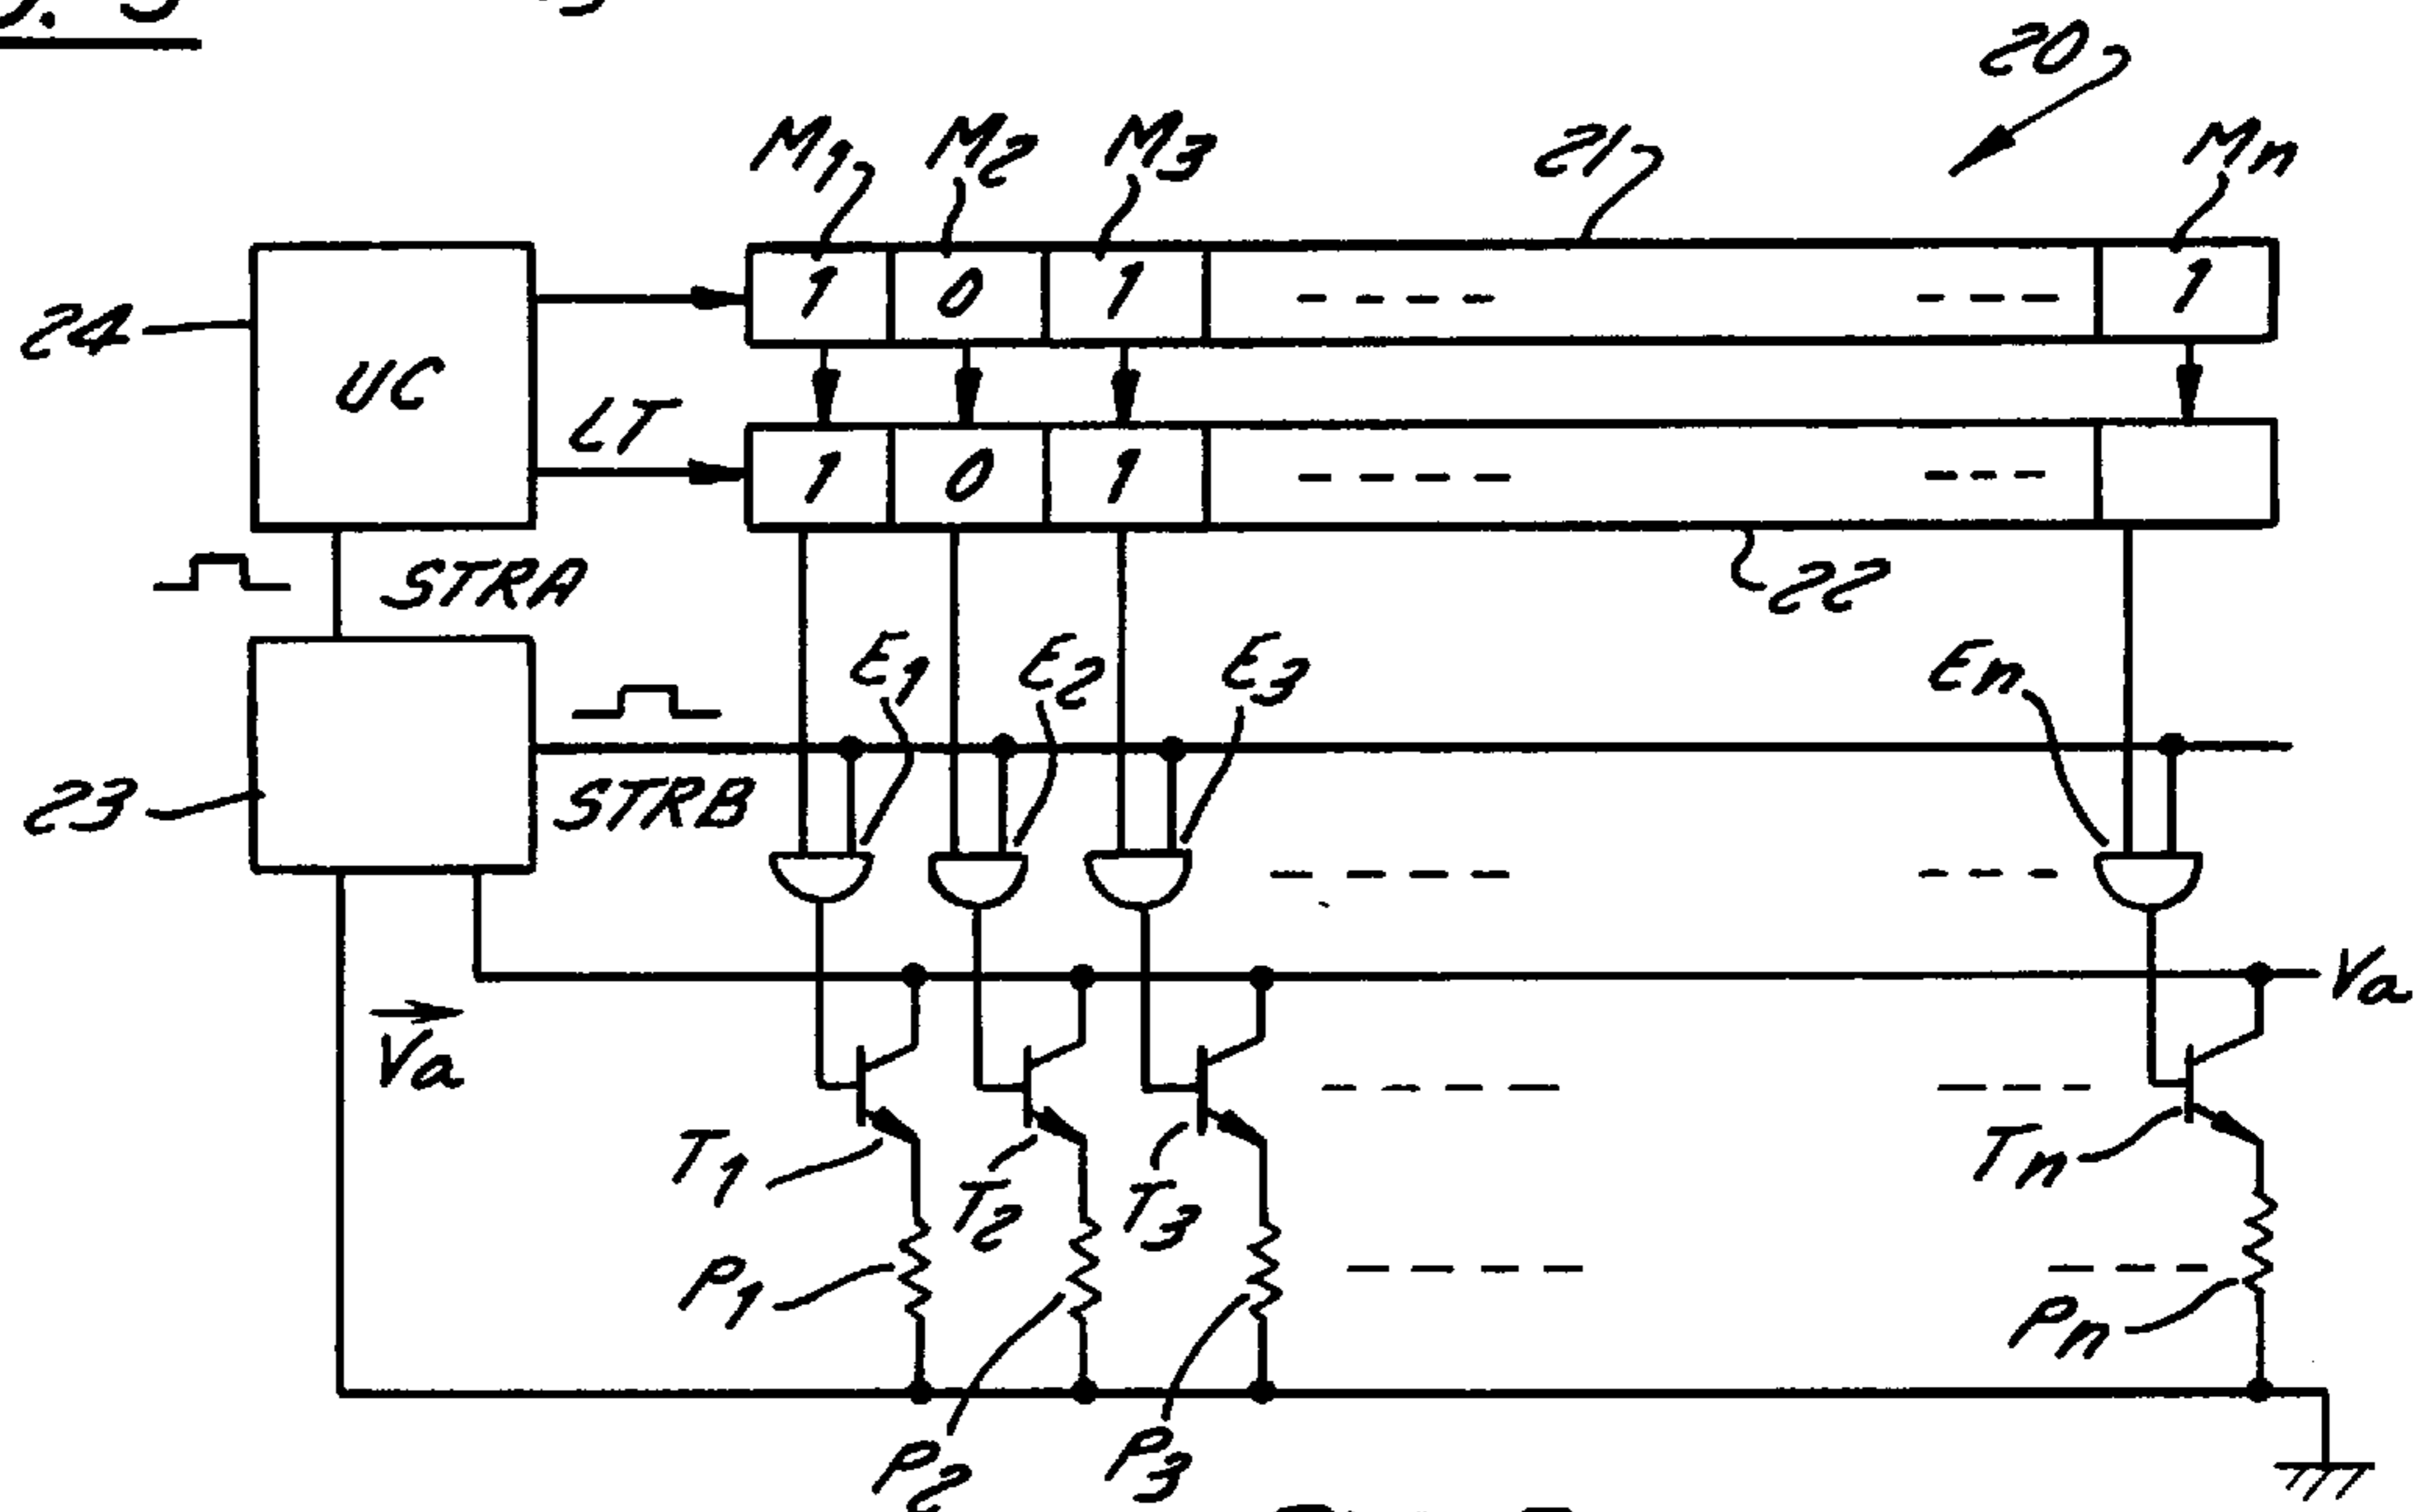 20
M1 M2 M3 21 Mn
1 0 1 1
24
UC
LT
1 0 1
STRA
22
E1 E2 E3 En
23
STRB
Va
Va
T1 T2 T3 Tn
P1 Pn
P2 P3